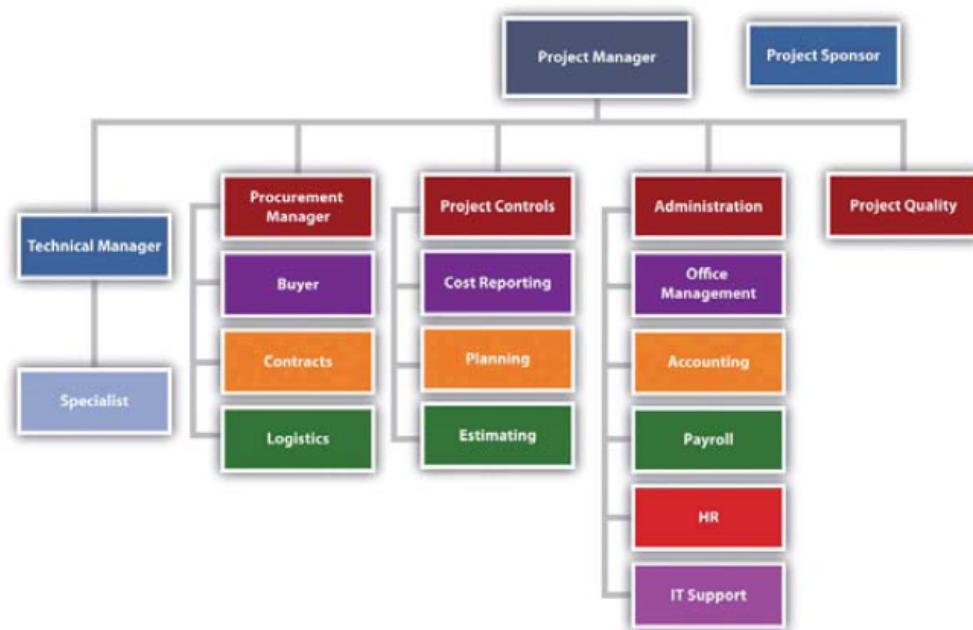 Project Manager
Project Sponsor
Technical Manager
Specialist
Procurement
Manager
Buyer
Contracts
Logistics
Project Controls
Cost Reporting
Planning
Estimating
Administration
Office
Management
Accounting
Payroll
HR
IT Support
Project Quality